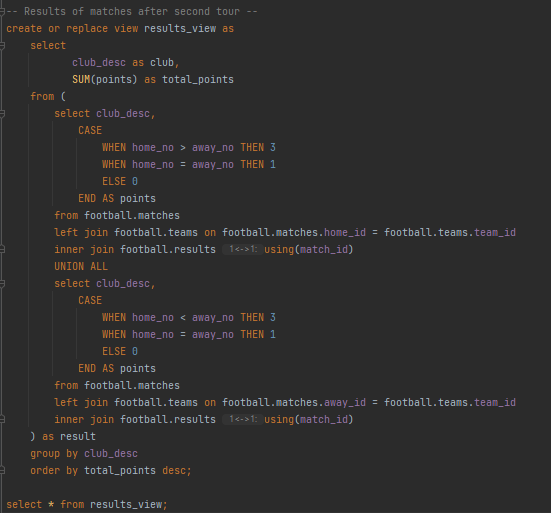 -- Results of matches after second tour --
create or replace view results_view as
    select
           club_desc as club,
           SUM(points) as total_points
    from (
        select club_desc,
            CASE
                WHEN home_no > away_no THEN 3
                WHEN home_no = away_no THEN 1
                ELSE 0
            END AS points
        from football.matches
        left join football.teams on football.matches.home_id = football.teams.team_id
        inner join football.results 1<->1: using(match_id)
        UNION ALL
        select club_desc,
            CASE
                WHEN home_no < away_no THEN 3
                WHEN home_no = away_no THEN 1
                ELSE 0
            END AS points
        from football.matches
        left join football.teams on football.matches.away_id = football.teams.team_id
        inner join football.results 1<->1: using(match_id)
    ) as result
    group by club_desc
    order by total_points desc;

select * from results_view;